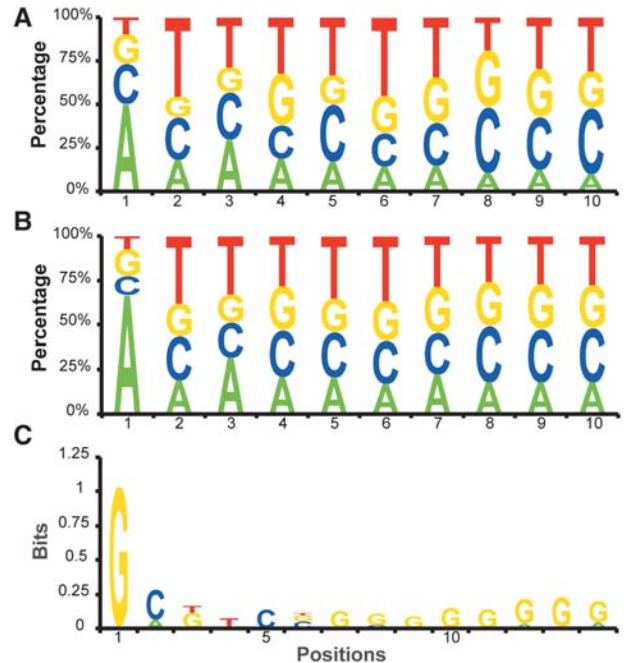 A
Percentage
100%
75%
50%
25%
0%
T T T T T T T T T T
G G G G G G G G G G
C C C C C C C C C C
A A A A A A A A A A
1 2 3 4 5 6 7 8 9 10
B
Percentage
100%
75%
50%
25%
0%
T T T T T T T T T T
G G G G G G G G G G
C C C C C C C C C C
A A A A A A A A A A
1 2 3 4 5 6 7 8 9 10
C
Bits
1.25
1
0.75
0.50
0.25
0
G C T T C G G G G G G G G
A G A
1 5 10
Positions